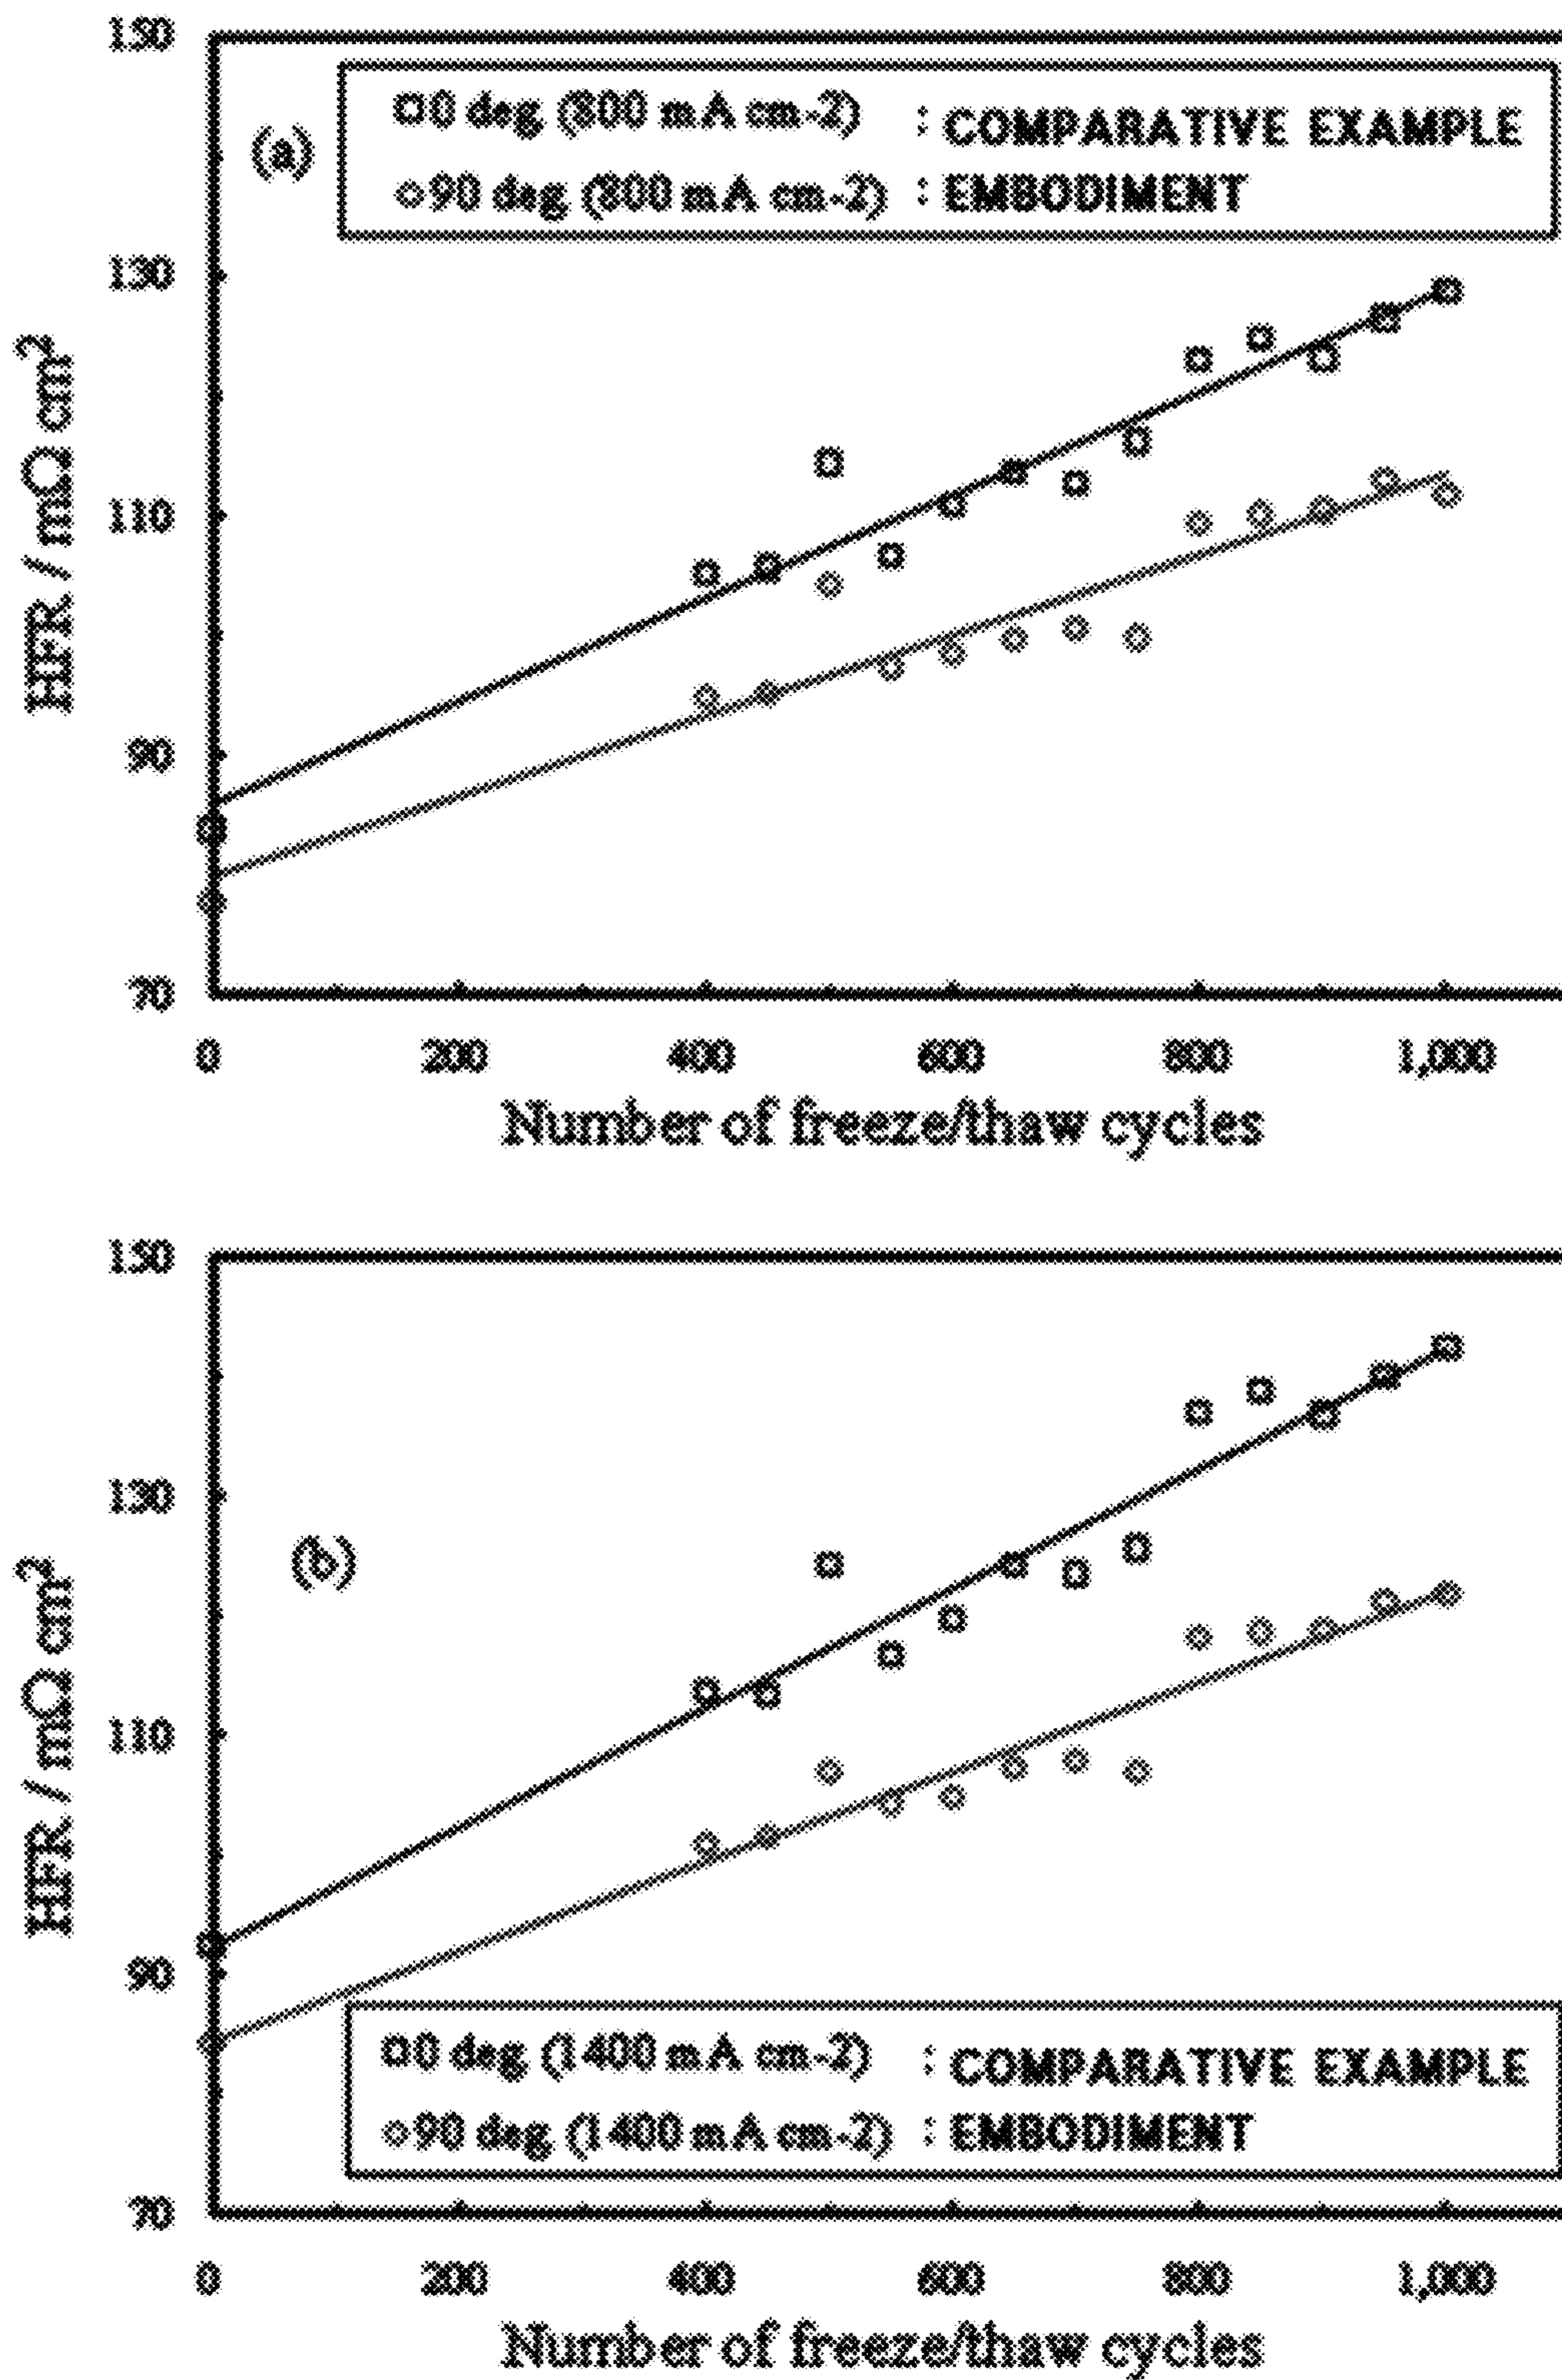 150
(a)
0 deg (800 mA cm-2) : COMPARATIVE EXAMPLE
90 deg (800 mA cm-2) : EMBODIMENT
130
110
90
70
HFR / mΩ cm²
0 200 400 600 800 1,000
Number of freeze/thaw cycles
150
130
(b)
110
90
70
HFR / mΩ cm²
0 deg (1400 mA cm-2) : COMPARATIVE EXAMPLE
90 deg (1400 mA cm-2) : EMBODIMENT
0 200 400 600 800 1,000
Number of freeze/thaw cycles